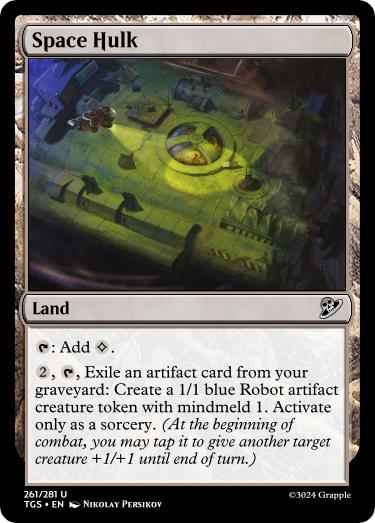 Space Hulk
Land
: Add .
2, , Exile an artifact card from your
graveyard: Create a 1/1 blue Robot artifact
creature token with mindmeld 1. Activate
only as a sorcery. (At the beginning of
combat, you may tap it to give another target
creature +1/+1 until end of turn.)
261/281 U
TGS • EN Nikolay Persikov
©3024 Grapple